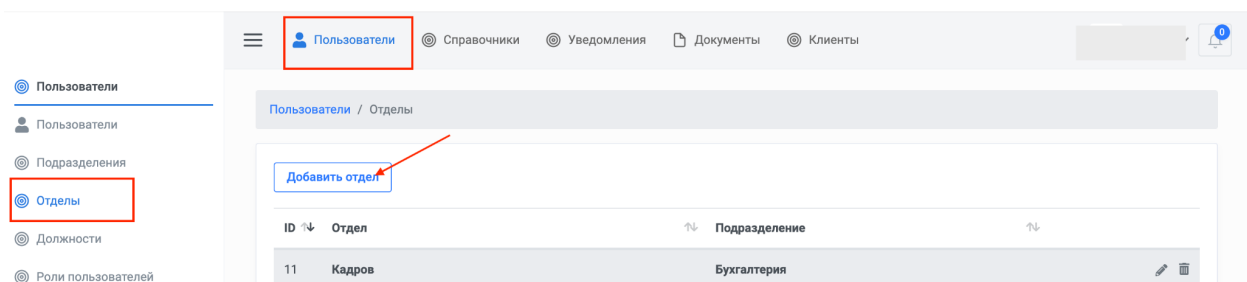 Пользователи Справочники Уведомления Документы Клиенты 0
Пользователи
Пользователи
Подразделения
Отделы
Должности
Роли пользователей
Пользователи / Отделы
Добавить отдел
ID Отдел Подразделение
11 Кадров Бухгалтерия